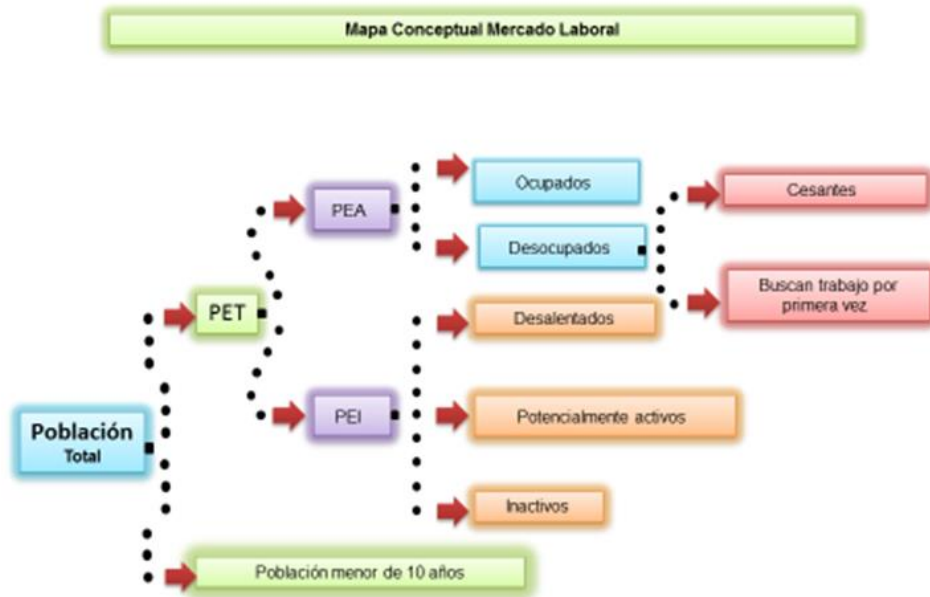 Mapa Conceptual Mercado Laboral
Ocupados
Cesantes
PEA
Desocupados
Buscan trabajo por
primera vez
PET
Desalentados
PEI
Potencialmente activos
Población
Total
Inactivos
Población menor de 10 años